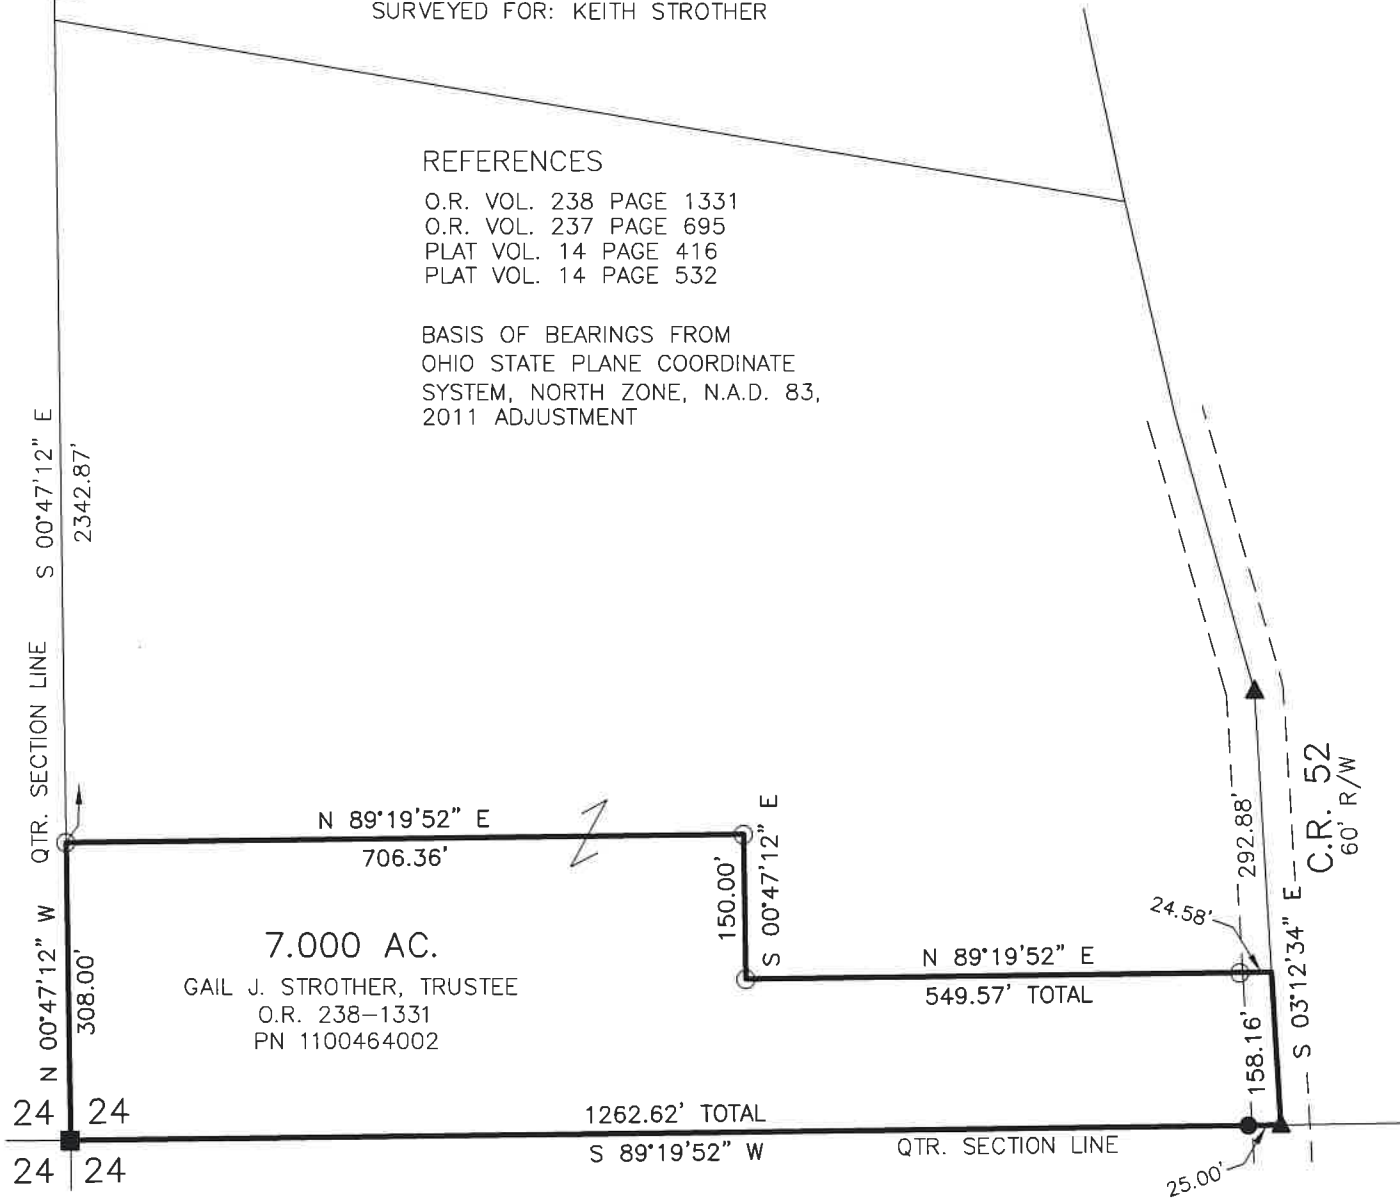 SURVEYED FOR: KEITH STROTHER
REFERENCES
O.R. VOL. 238 PAGE 1331
O.R. VOL. 237 PAGE 695
PLAT VOL. 14 PAGE 416
PLAT VOL. 14 PAGE 532
BASIS OF BEARINGS FROM
OHIO STATE PLANE COORDINATE
SYSTEM, NORTH ZONE, N.A.D. 83,
2011 ADJUSTMENT
S 00°47'12" E
2342.87'
QTR. SECTION LINE
N 00°47'12" W
308.00'
N 89°19'52" E
706.36'
150.00'
S 00°47'12" E
7.000 AC.
GAIL J. STROTHER, TRUSTEE
O.R. 238-1331
PN 1100464002
N 89°19'52" E
549.57' TOTAL
24.58'
292.88'
C.R. 52
60' R/W
S 03°12'34" E
158.16'
24 24
24 24
1262.62' TOTAL
S 89°19'52" W
QTR. SECTION LINE
25.00'